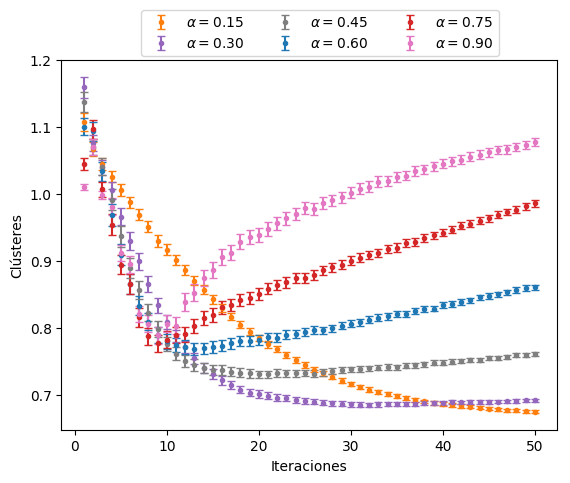 α = 0.15 α = 0.45 α = 0.75
α = 0.30 α = 0.60 α = 0.90
1.2
1.1
1.0
0.9
0.8
0.7
Clústeres
0 10 20 30 40 50
Iteraciones